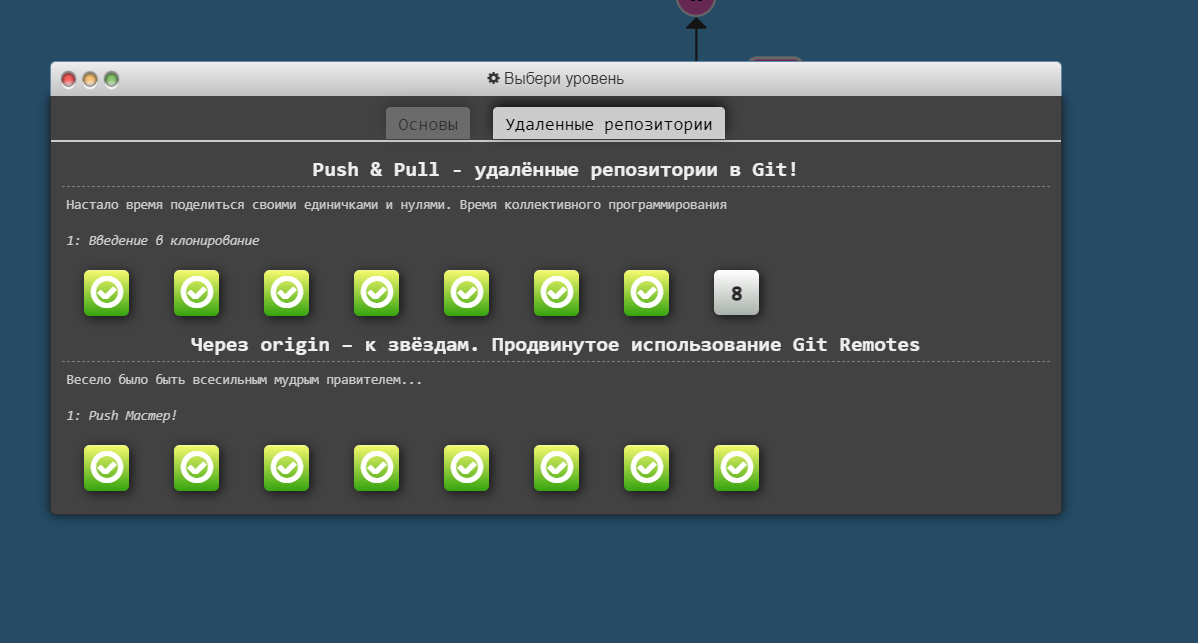 Выбери уровень
Основы
Удаленные репозитории
Push & Pull - удалённые репозитории в Git!
Настало время поделиться своими единичками и нулями. Время коллективного программирования
1: Введение в клонирование
8
Через origin – к звёздам. Продвинутое использование Git Remotes
Весело было быть всесильным мудрым правителем...
1: Push Мастер!